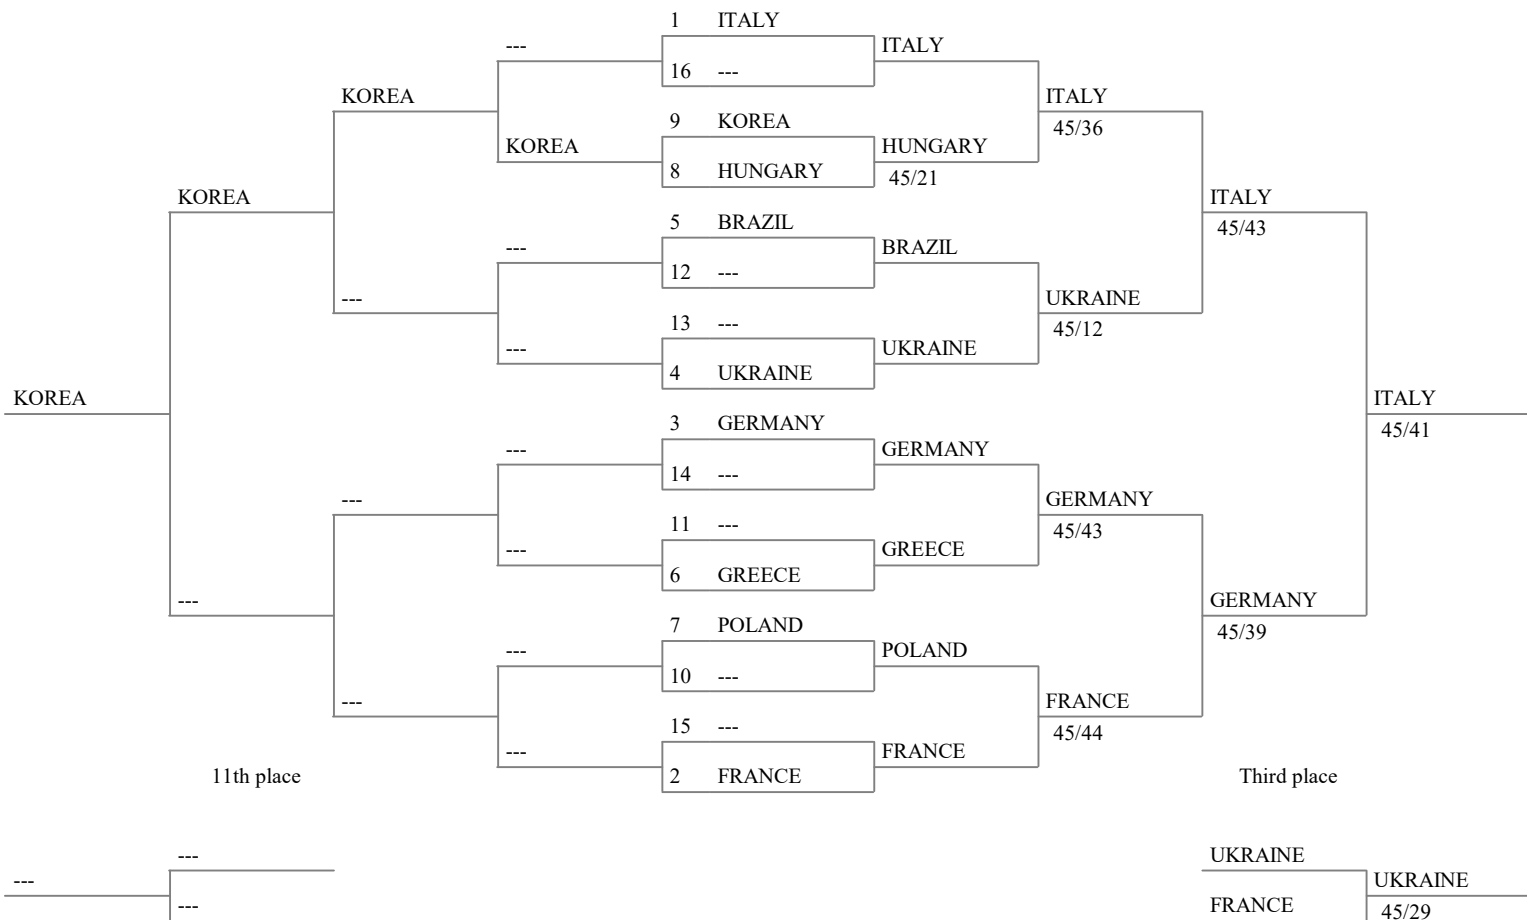 1 ITALY
--- ITALY
16 ---
KOREA ITALY
9 KOREA 45/36
KOREA HUNGARY
8 HUNGARY 45/21
KOREA ITALY
5 BRAZIL 45/43
--- BRAZIL
12 ---
--- UKRAINE
13 --- 45/12
--- UKRAINE
4 UKRAINE
KOREA ITALY
3 GERMANY 45/41
--- GERMANY
14 ---
--- GERMANY
11 --- 45/43
--- GREECE
6 GREECE
--- GERMANY
7 POLAND 45/39
--- POLAND
10 ---
--- FRANCE
15 --- 45/44
--- FRANCE
2 FRANCE
11th place Third place
--- UKRAINE
--- UKRAINE
--- FRANCE 45/29